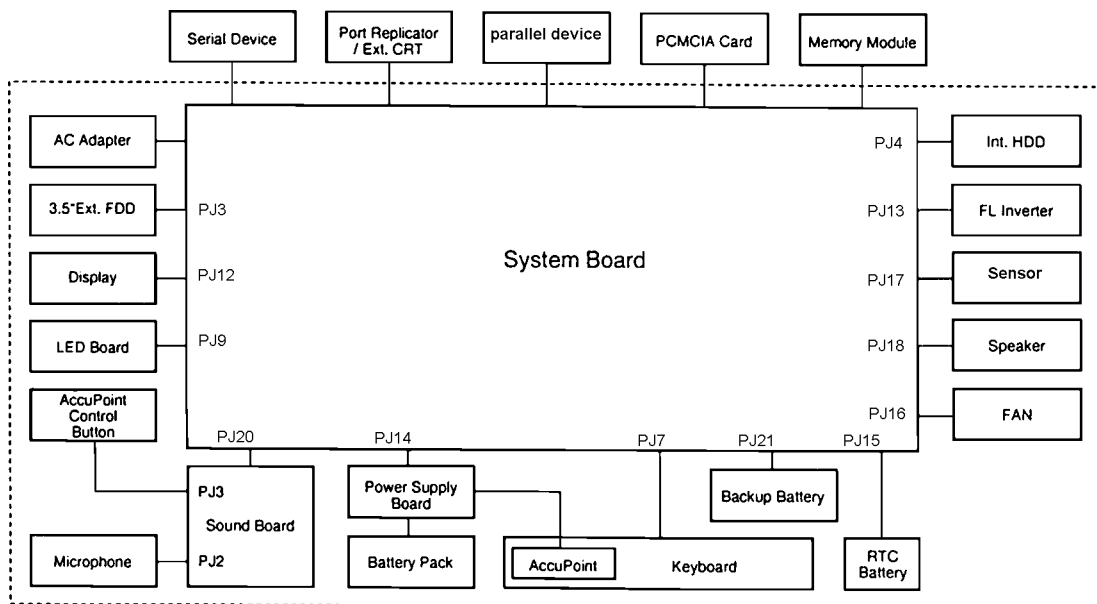 Serial Device
Port Replicator
/ Ext. CRT
parallel device
PCMCIA Card
Memory Module
AC Adapter
PJ4
Int. HDD
3.5"Ext. FDD
PJ3
PJ13
FL Inverter
System Board
Display
PJ12
PJ17
Sensor
LED Board
PJ9
PJ18
Speaker
AccuPoint
Control
Button
PJ16
FAN
PJ20
PJ14
PJ7
PJ21
PJ15
PJ3
Sound Board
PJ2
Power Supply
Board
Backup Battery
Microphone
Battery Pack
AccuPoint
Keyboard
RTC
Battery